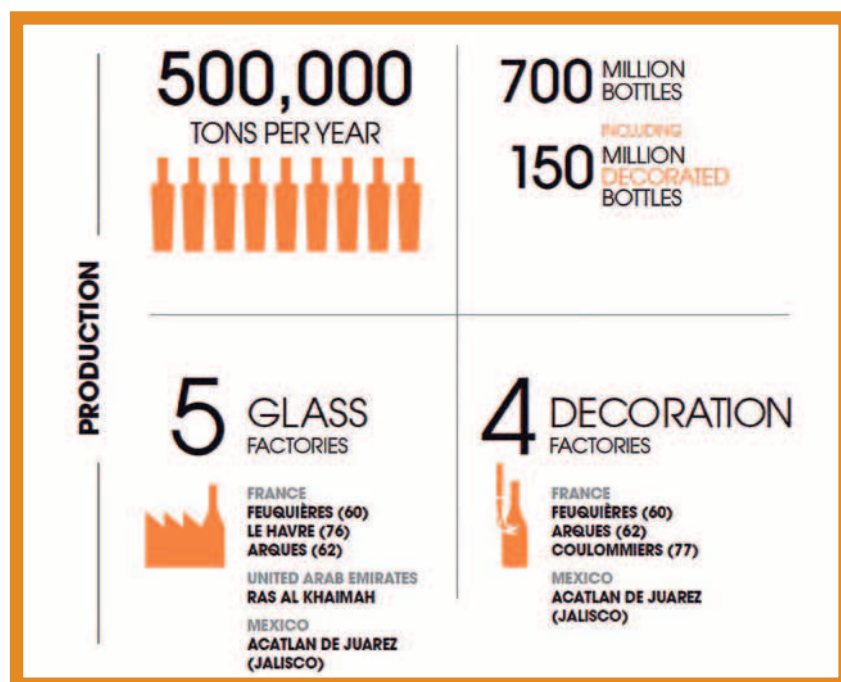 PRODUCTION
500,000
TONS PER YEAR
700 MILLION
BOTTLES
INCLUDING
150 MILLION
DECORATED
BOTTLES
5 GLASS
FACTORIES
FRANCE
FEUQUIÈRES (60)
LE HAVRE (76)
ARQUES (62)
UNITED ARAB EMIRATES
RAS AL KHAIMAH
MEXICO
ACATLAN DE JUAREZ
(JALISCO)
4 DECORATION
FACTORIES
FRANCE
FEUQUIÈRES (60)
ARQUES (62)
COULOMMIERS (77)
MEXICO
ACATLAN DE JUAREZ
(JALISCO)